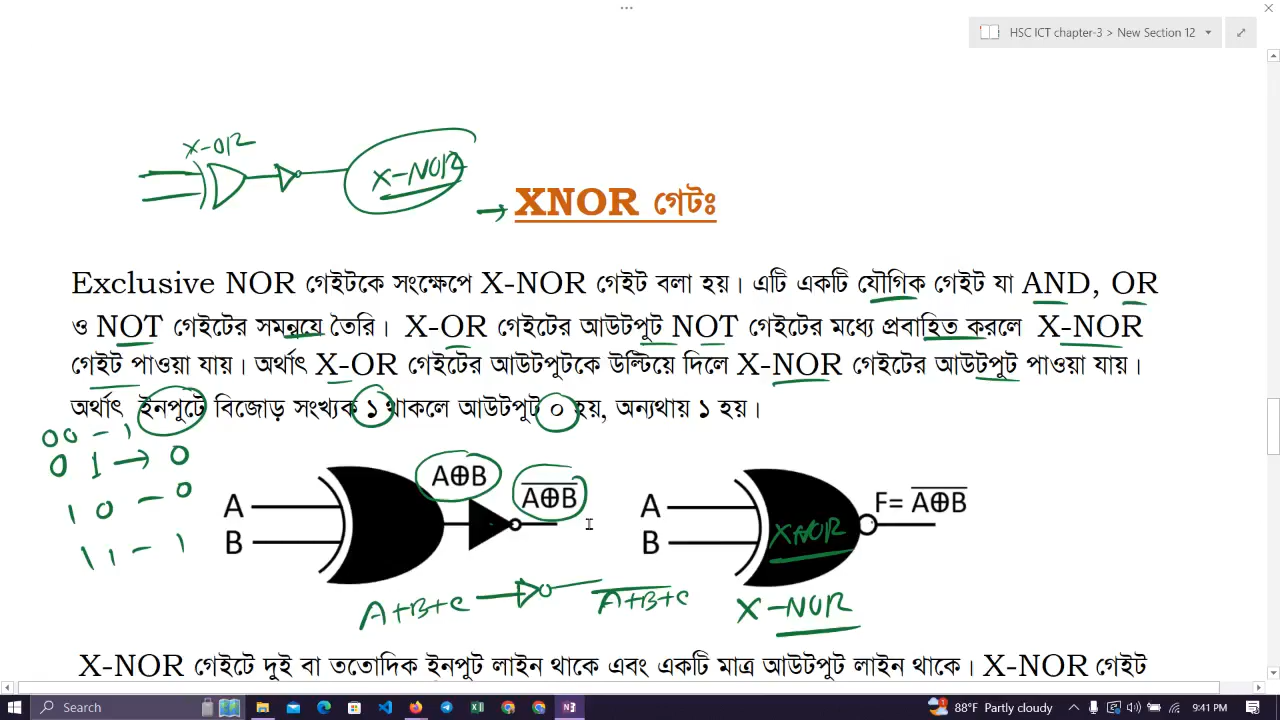 HSC ICT chapter-3 > New Section 12
X-OR
X-NOR
XNOR গেটঃ
Exclusive NOR গেইটকে সংক্ষেপে X-NOR গেইট বলা হয়। এটি একটি যৌগিক গেইট যা AND, OR
ও NOT গেইটের সমন্বয়ে তৈরি। X-OR গেইটের আউটপুট NOT গেইটের মধ্যে প্রবাহিত করলে X-NOR
গেইট পাওয়া যায়। অর্থাৎ X-OR গেইটের আউটপুটকে উল্টিয়ে দিলে X-NOR গেইটের আউটপুট পাওয়া যায়।
অর্থাৎ ইনপুটে বিজোড় সংখ্যক ১ থাকলে আউটপুট ০ হয়, অন্যথায় ১ হয়।
00 - 1
0 1 → 0
1 0 - 0
1 1 - 1
A
B
A⊕B
A⊕B
A
B
XNOR
F= A⊕B
A+B+C
A+B+C
X-NOR
X-NOR গেইটে দুই বা ততোদিক ইনপুট লাইন থাকে এবং একটি মাত্র আউটপুট লাইন থাকে। X-NOR গেইট
Search
88°F Partly cloudy
9:41 PM